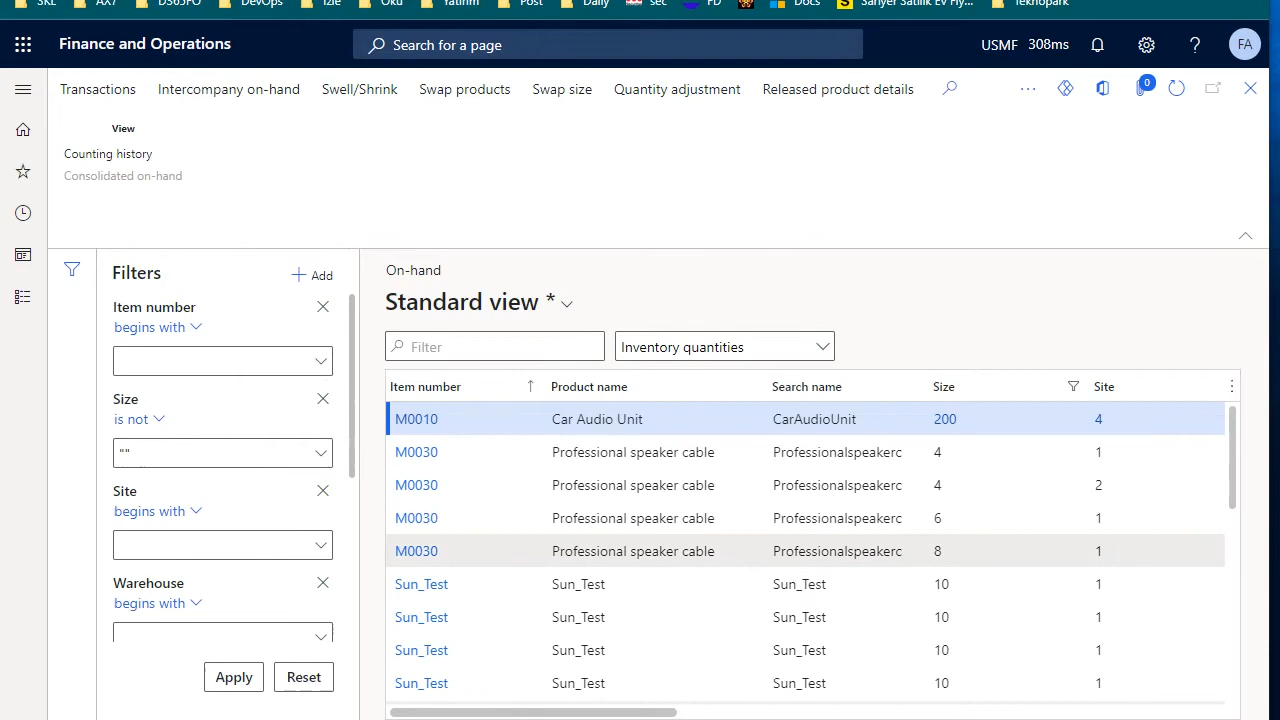 SKL AX7 D365FO DevOps İzle Oku Yatırım Post Daily sec FD Docs Sarıyer Satılık Ev Fiy... Teknopark
Finance and Operations Search for a page USMF 308ms FA
Transactions Intercompany on-hand Swell/Shrink Swap products Swap size Quantity adjustment Released product details ... 0
View
Counting history
Consolidated on-hand
Filters Add
Item number
begins with
Size
is not
""
Site
begins with
Warehouse
begins with
Apply Reset
On-hand
Standard view *
Filter Inventory quantities
Item number Product name Search name Size Site
M0010 Car Audio Unit CarAudioUnit 200 4
M0030 Professional speaker cable Professionalspeakerc 4 1
M0030 Professional speaker cable Professionalspeakerc 4 2
M0030 Professional speaker cable Professionalspeakerc 6 1
M0030 Professional speaker cable Professionalspeakerc 8 1
Sun_Test Sun_Test Sun_Test 10 1
Sun_Test Sun_Test Sun_Test 10 1
Sun_Test Sun_Test Sun_Test 10 1
Sun_Test Sun_Test Sun_Test 10 1